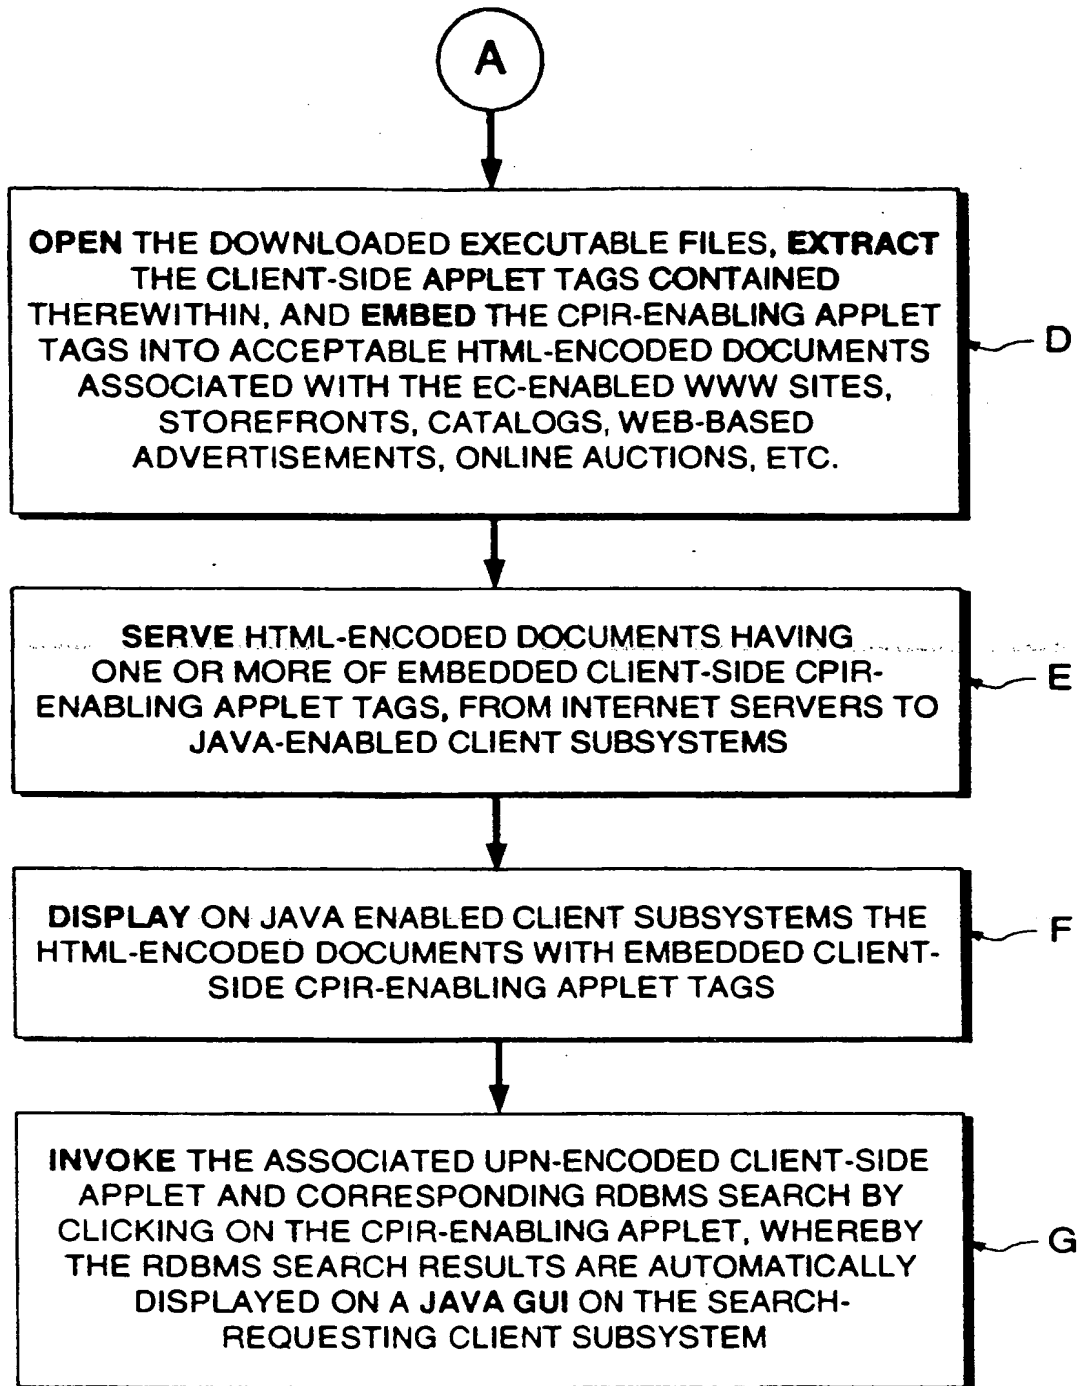 A
OPEN THE DOWNLOADED EXECUTABLE FILES, EXTRACT
THE CLIENT-SIDE APPLET TAGS CONTAINED
THEREWITHIN, AND EMBED THE CPIR-ENABLING APPLET
TAGS INTO ACCEPTABLE HTML-ENCODED DOCUMENTS
ASSOCIATED WITH THE EC-ENABLED WWW SITES,
STOREFRONTS, CATALOGS, WEB-BASED
ADVERTISEMENTS, ONLINE AUCTIONS, ETC.
D
SERVE HTML-ENCODED DOCUMENTS HAVING
ONE OR MORE OF EMBEDDED CLIENT-SIDE CPIR-
ENABLING APPLET TAGS, FROM INTERNET SERVERS TO
JAVA-ENABLED CLIENT SUBSYSTEMS
E
DISPLAY ON JAVA ENABLED CLIENT SUBSYSTEMS THE
HTML-ENCODED DOCUMENTS WITH EMBEDDED CLIENT-
SIDE CPIR-ENABLING APPLET TAGS
F
INVOKE THE ASSOCIATED UPN-ENCODED CLIENT-SIDE
APPLET AND CORRESPONDING RDBMS SEARCH BY
CLICKING ON THE CPIR-ENABLING APPLET, WHEREBY
THE RDBMS SEARCH RESULTS ARE AUTOMATICALLY
DISPLAYED ON A JAVA GUI ON THE SEARCH-
REQUESTING CLIENT SUBSYSTEM
G